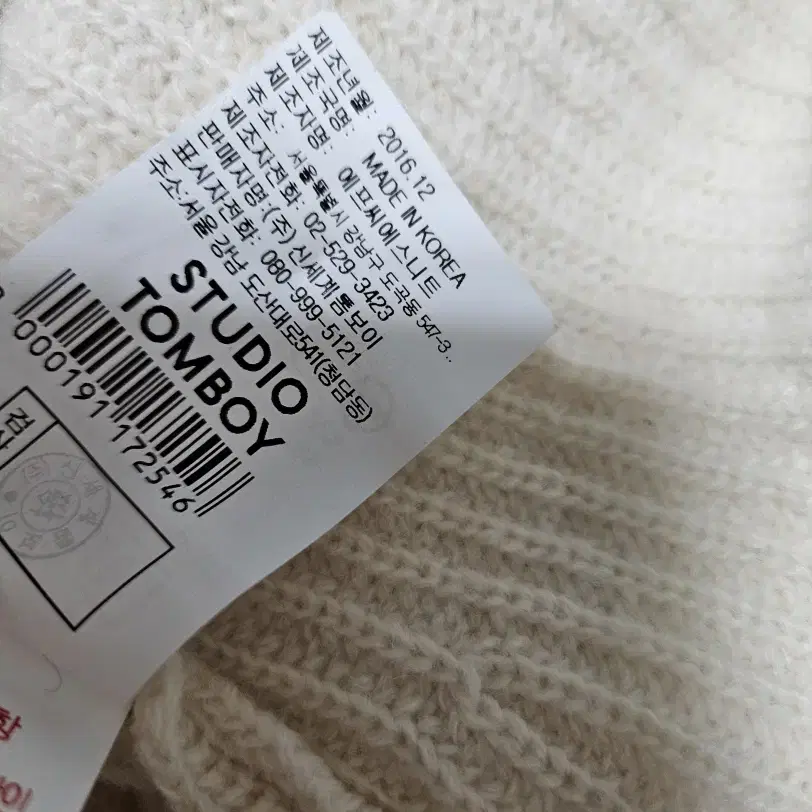 제조년월: 2016.12
제조국명: MADE IN KOREA
제조자명: 에프씨에스니트
주소: 서울특별시 강남구 도곡동 547-3..
제조자전화: 02-529-3423
판매자명:(주) 신세계톰보이
표시자전화: 080-999-5121
주소:서울 강남 도산대로541(청담동)
STUDIO
TOMBOY
000191172546
검